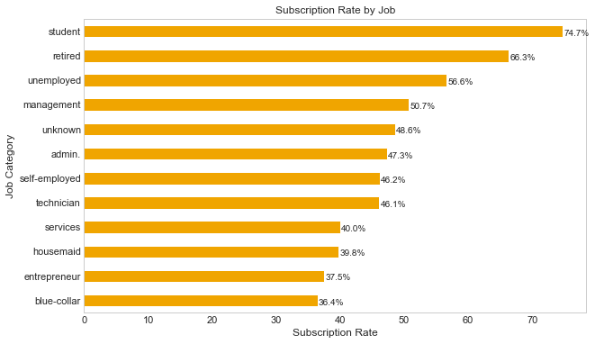 Subscription Rate by Job
Job Category
student 74.7%
retired 66.3%
unemployed 56.6%
management 50.7%
unknown 48.6%
admin. 47.3%
self-employed 46.2%
technician 46.1%
services 40.0%
housemaid 39.8%
entrepreneur 37.5%
blue-collar 36.4%
0 10 20 30 40 50 60 70
Subscription Rate